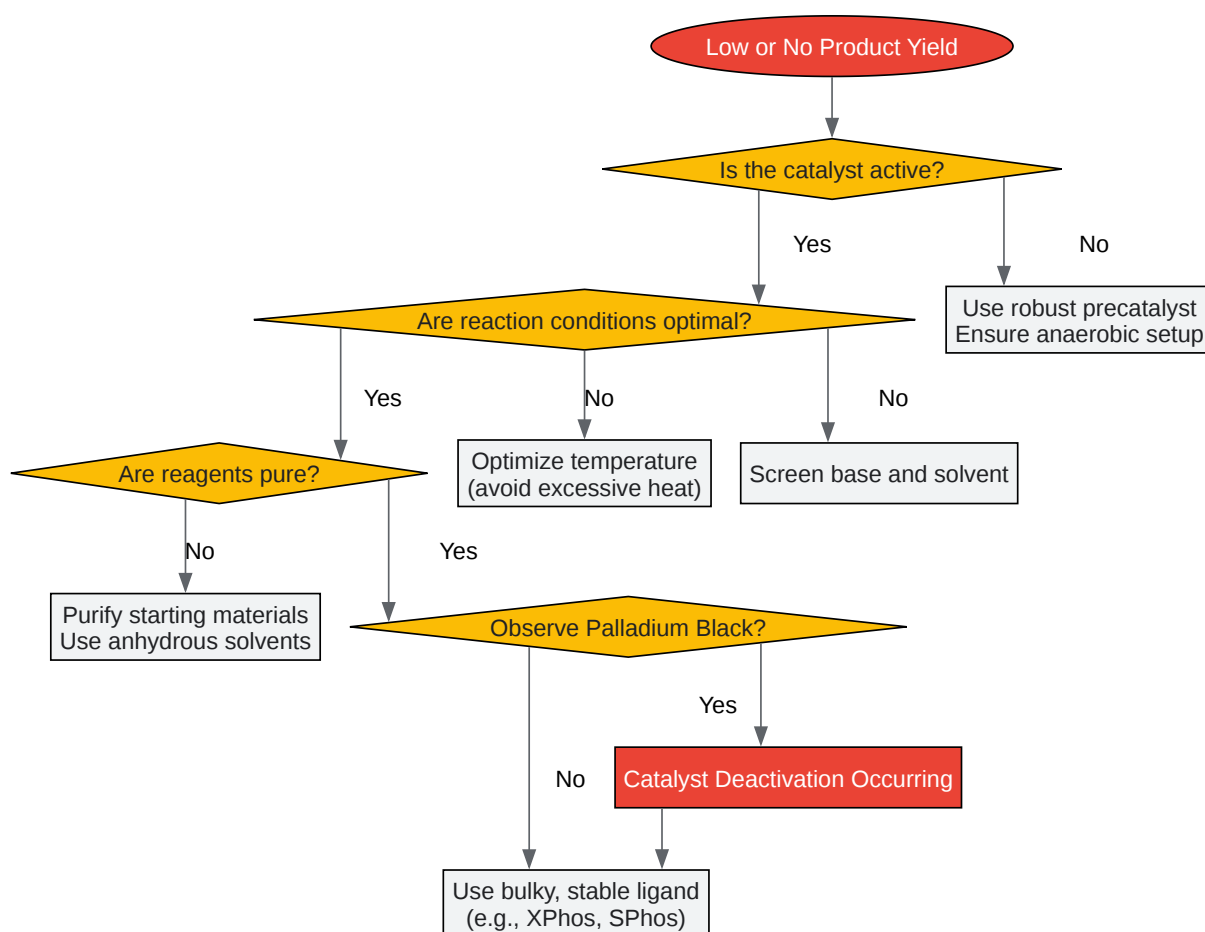 Low or No Product Yield
Is the catalyst active?
Yes
No
Use robust precatalyst
Ensure anaerobic setup
Are reaction conditions optimal?
Yes
No
No
Are reagents pure?
Optimize temperature
(avoid excessive heat)
Screen base and solvent
No
Yes
Purify starting materials
Use anhydrous solvents
Observe Palladium Black?
Yes
No
Catalyst Deactivation Occurring
Use bulky, stable ligand
(e.g., XPhos, SPhos)